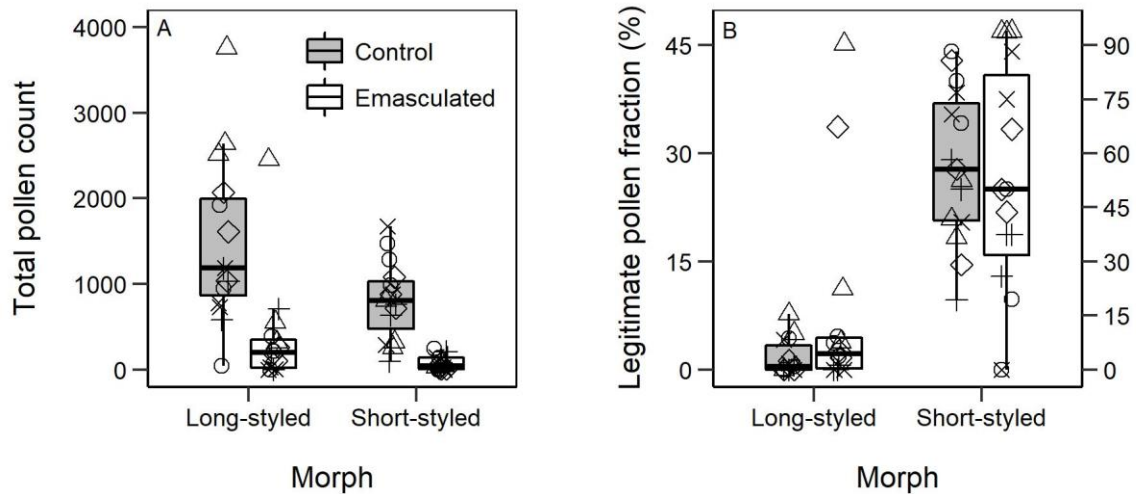 A
Control
Emasculated
Total pollen count
4000
3000
2000
1000
0
Long-styled
Short-styled
Morph
B
Legitimate pollen fraction (%)
45
30
15
0
90
75
60
45
30
15
0
Long-styled
Short-styled
Morph